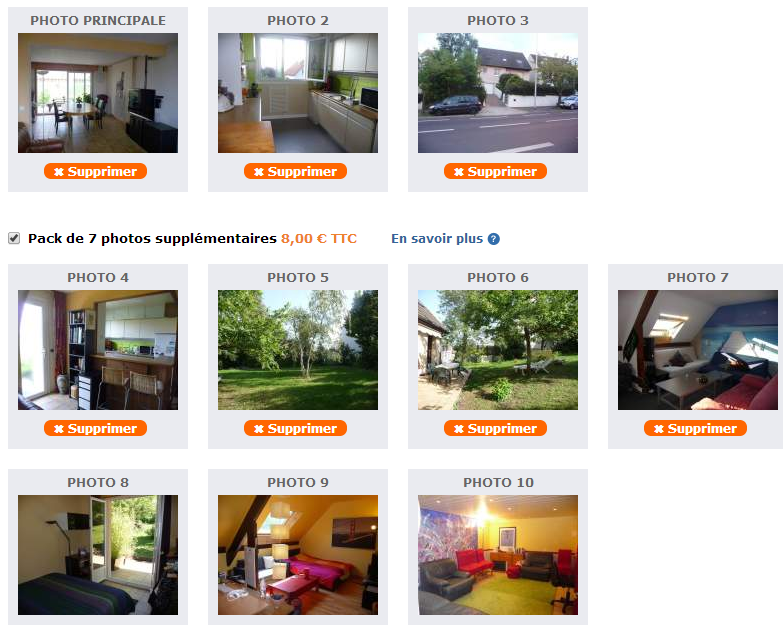 PHOTO PRINCIPALE
PHOTO 2
PHOTO 3
✖ Supprimer
✖ Supprimer
✖ Supprimer
Pack de 7 photos supplémentaires 8,00 € TTC
En savoir plus ?
PHOTO 4
PHOTO 5
PHOTO 6
PHOTO 7
✖ Supprimer
✖ Supprimer
✖ Supprimer
✖ Supprimer
PHOTO 8
PHOTO 9
PHOTO 10